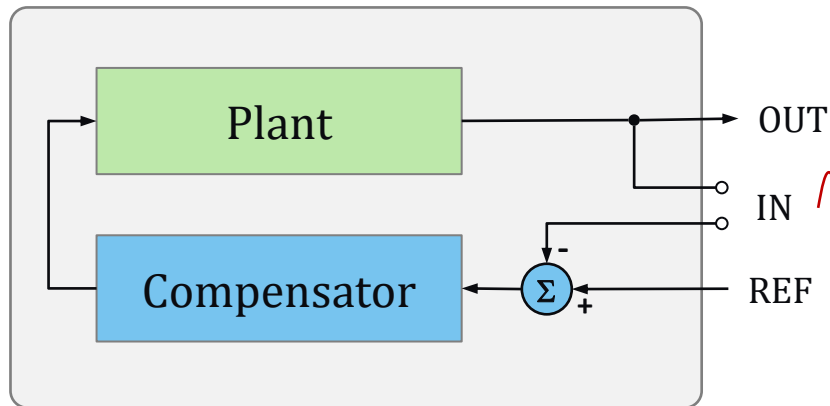 Plant
OUT
IN
-
Compensator
Σ
+
REF